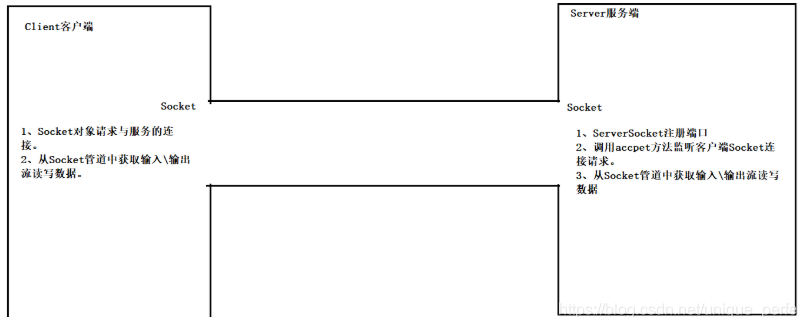 Client客户端
Server服务端
Socket
Socket
1、Socket对象请求与服务的连
接。
2、从Socket管道中获取输入\输出
流读写数据。
1、ServerSocket注册端口
2、调用accpet方法监听客户端Socket连
接请求。
3、从Socket管道中获取输入\输出流读写
数据
https://blog.csdn.net/unique_perfe